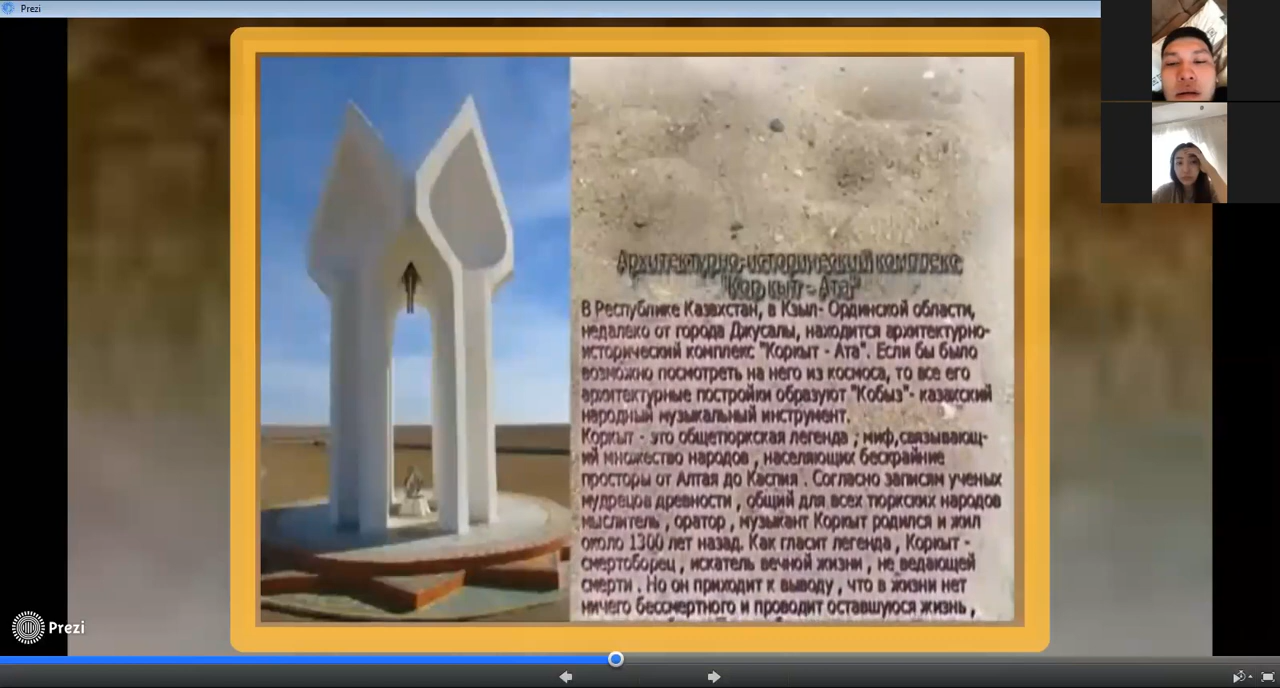 Prezi
Архитектурно-исторический комплекс
"Коркыт - Ата"
В Республике Казахстан, в Кзыл- Ординской области,
недалеко от города Джусалы, находится архитектурно-
исторический комплекс "Коркыт - Ата". Если бы было
возможно посмотреть на него из космоса, то все его
архитектурные постройки образуют "Кобыз"- казахский
народный музыкальный инструмент.
Коркыт - это общетюркская легенда , миф,связывающ-
ий множество народов , населяющих бескрайние
просторы от Алтая до Каспия . Согласно записям ученых
мудрецов древности , общий для всех тюркских народов
мыслитель , оратор , музыкант Коркыт родился и жил
около 1300 лет назад. Как гласит легенда , Коркыт -
смертоборец , искатель вечной жизни , не ведающей
смерти . Но он приходит к выводу , что в жизни нет
ничего бессмертного и проводит оставшуюся жизнь ,
Prezi